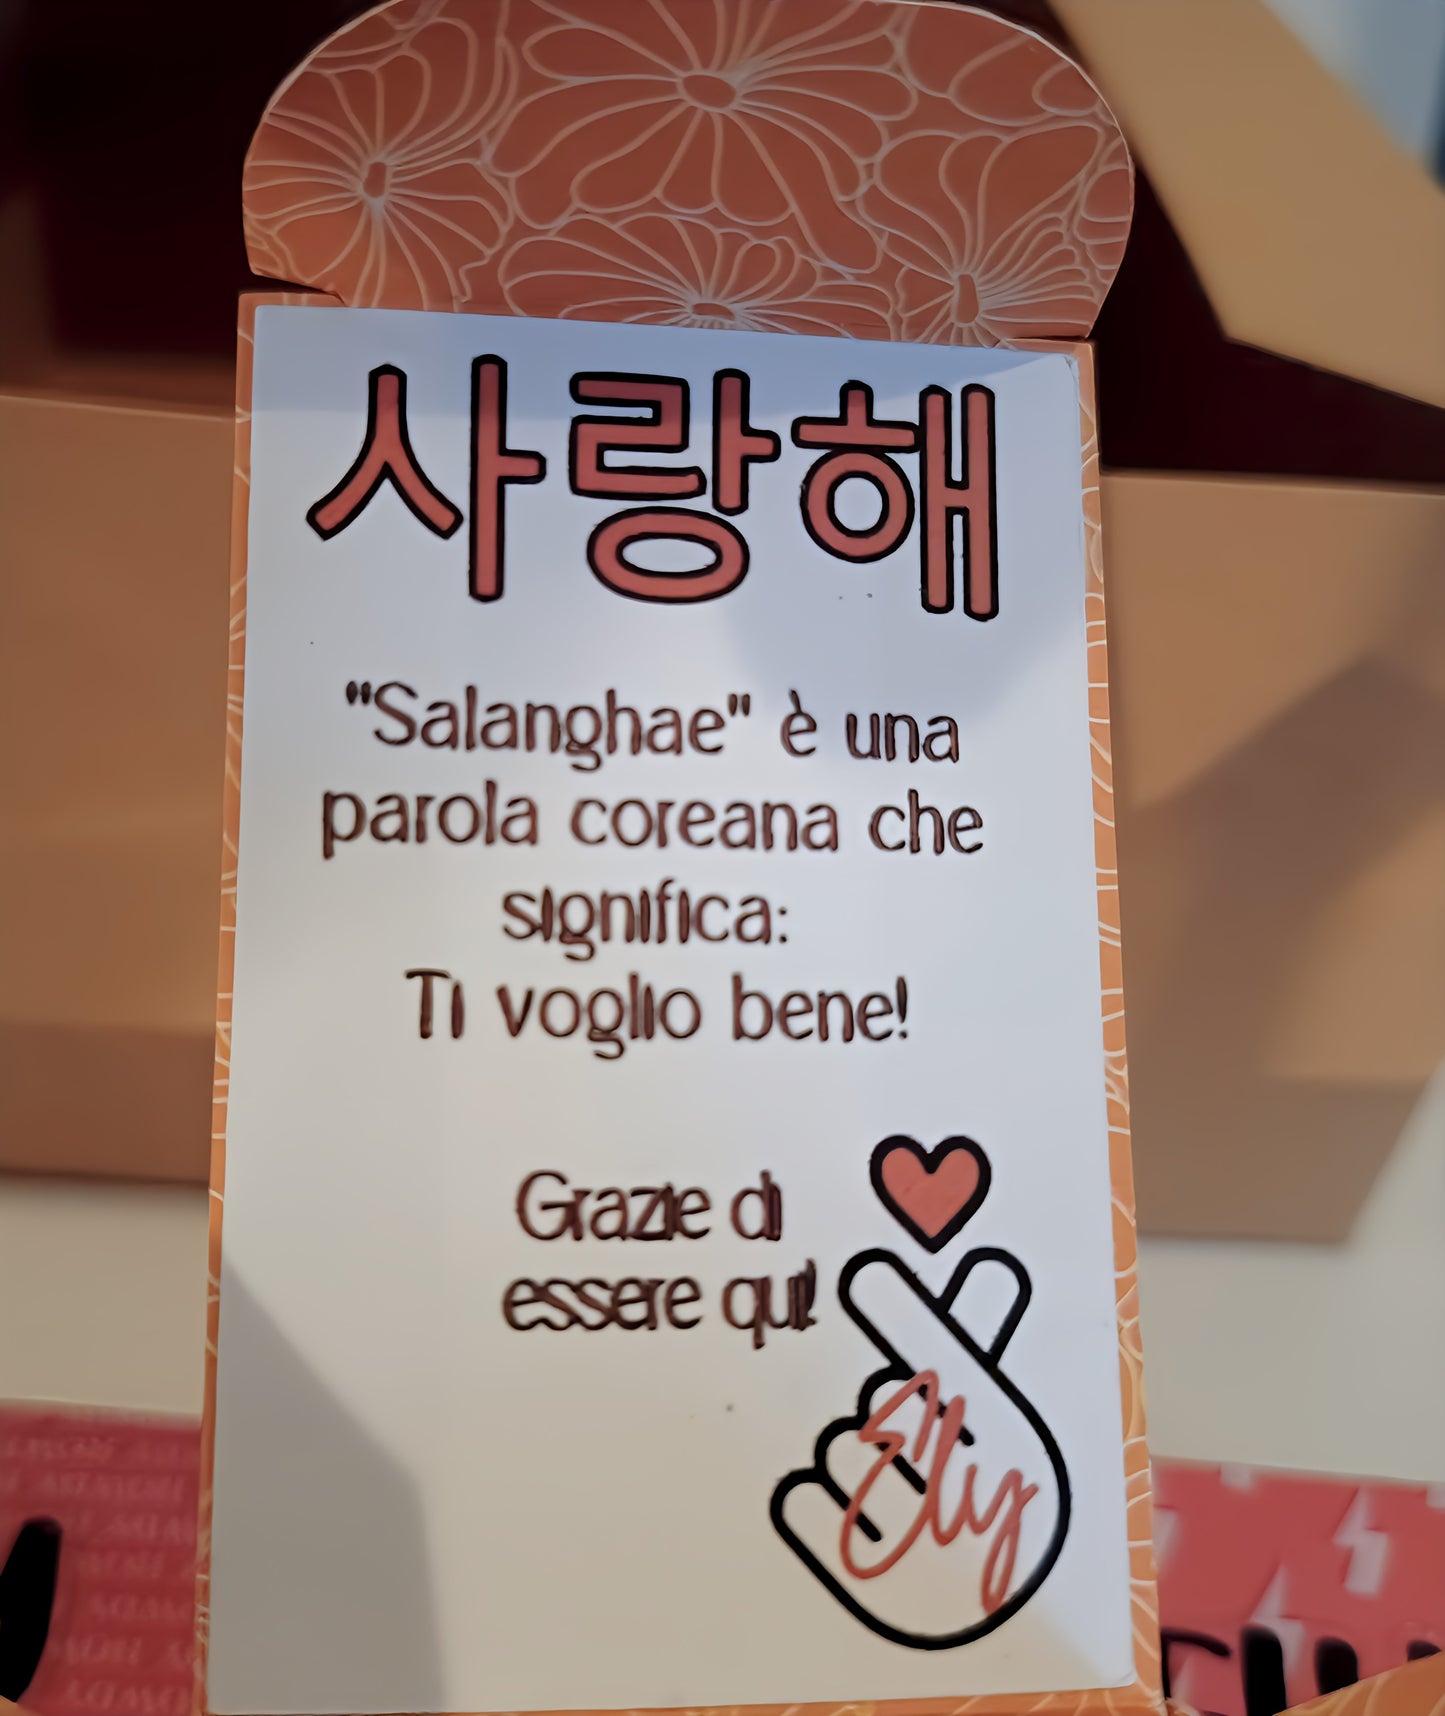 사랑해
"Salanghae" è una
parola coreana che
significa:
Ti voglio bene!
Grazie di
essere qui!
Ely